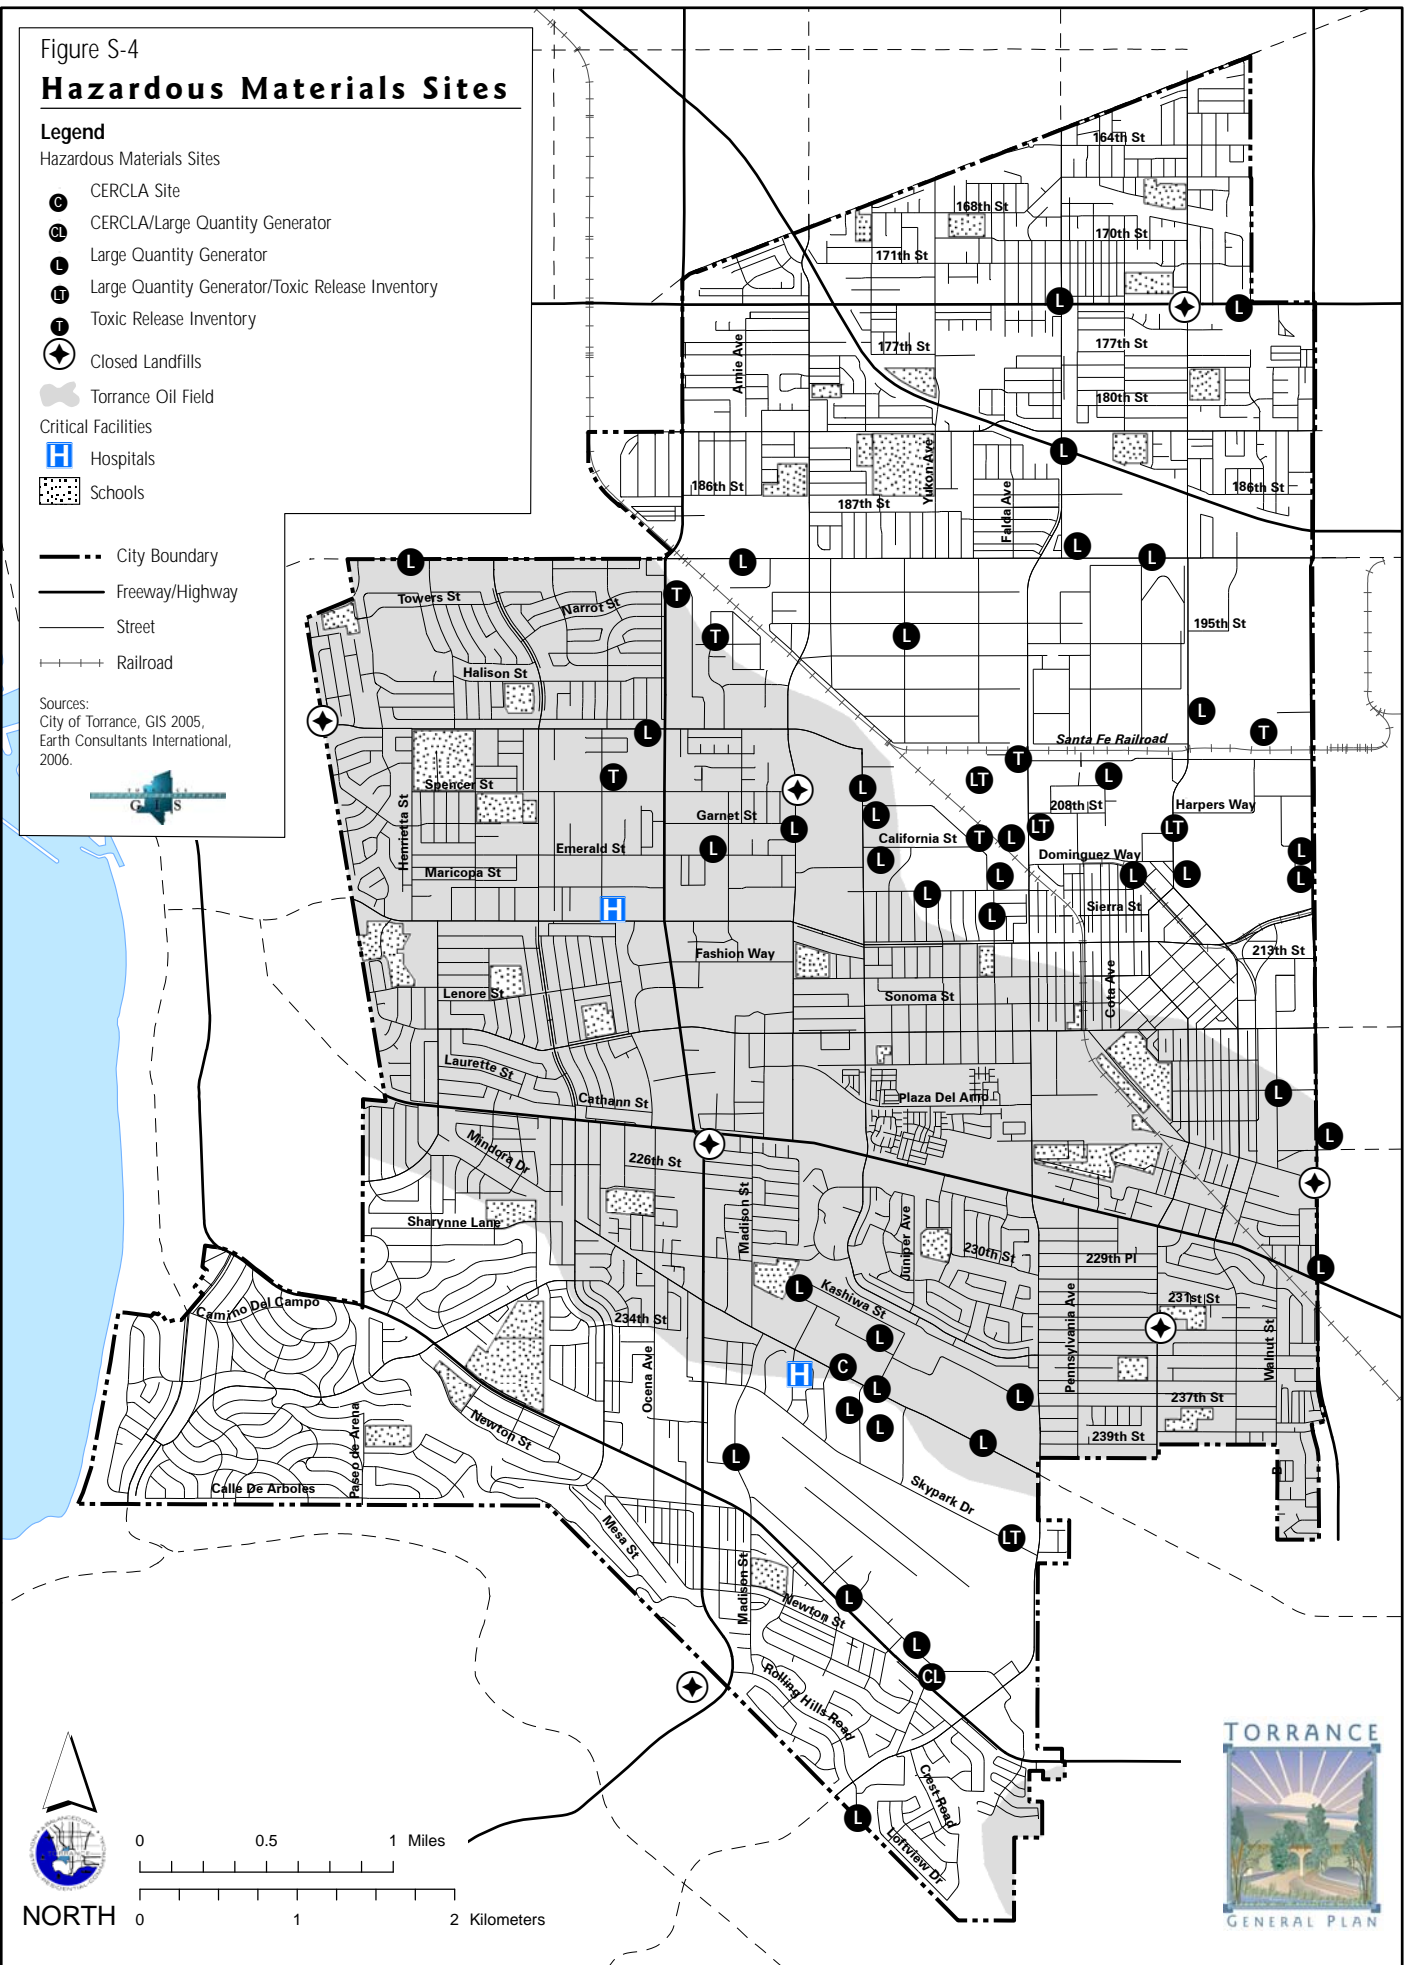 Figure S-4
Hazardous Materials Sites
Legend
Hazardous Materials Sites
C CERCLA Site
CL CERCLA/Large Quantity Generator
L Large Quantity Generator
LT Large Quantity Generator/Toxic Release Inventory
T Toxic Release Inventory
Closed Landfills
Torrance Oil Field
Critical Facilities
H Hospitals
Schools
City Boundary
Freeway/Highway
Street
Railroad
Sources:
City of Torrance, GIS 2005,
Earth Consultants International,
2006.
G I S
164th St
168th St
170th St
171th St
L
L
177th St
177th St
Amie Ave
180th St
L
Yukon Ave
186th St
187th St
Falda Ave
186th St
L
L
L
L
Towers St
Narrot St
T
T
L
195th St
Halison St
L
T
L
Santa Fe Railroad
T
Spencer St
T
LT
L
L
208th St
Harpers Way
Henrietta St
Garnet St
L
L
California St
T
L
LT
LT
Emerald St
L
L
Dominguez Way
L
Maricopa St
L
L
L
L
L
Sierra St
H
L
Fashion Way
213th St
Lenore St
Sonoma St
Cota Ave
Laurette St
Cathann St
Plaza Del Amo
L
L
Mindora Dr
226th St
Sharynne Lane
Madison St
Juniper Ave
230th St
229th Pl
L
Camino Del Campo
L
Kashiwa St
Pennsylvania Ave
231st St
234th St
L
Walnut St
Ocena Ave
H
C
L
L
237th St
Newton St
L
L
L
239th St
Paseo de Arena
Calle De Arboles
L
Skypark Dr
Mesa St
LT
Madison St
L
Newton St
L
CL
Rolling Hills Road
Crest Road
L
Loftview Dr
NORTH
0 0.5 1 Miles
0 1 2 Kilometers
TORRANCE
GENERAL PLAN